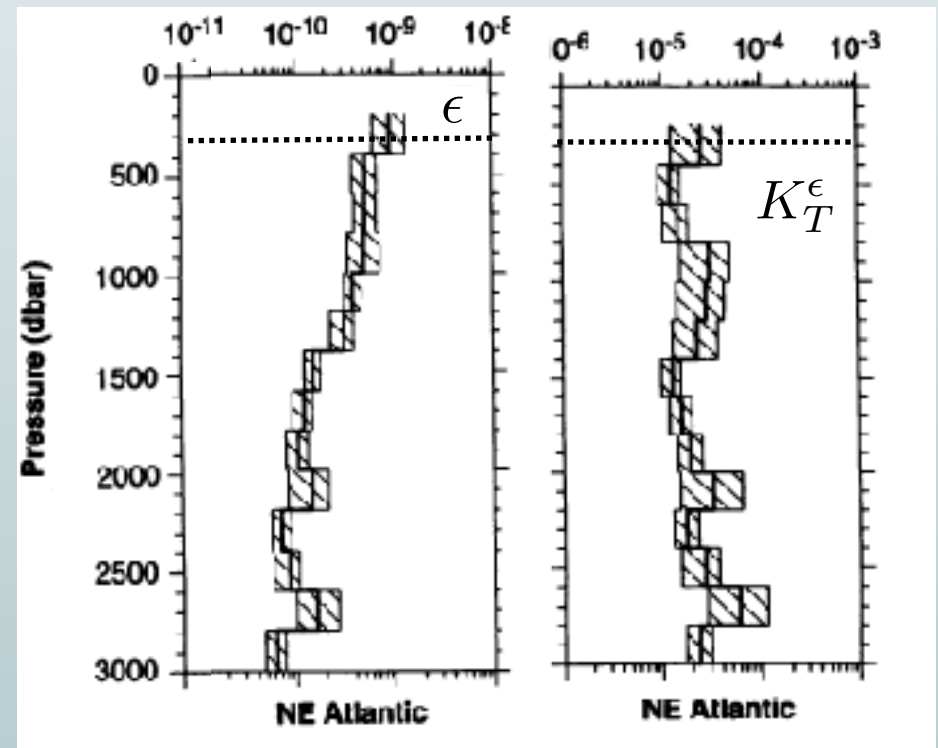 10-11 10-10 10-9 10-8
0-6 10-5 10-4 10-3
0
ϵ
500
K_T^ϵ
1000
1500
2000
2500
3000
Pressure (dbar)
NE Atlantic
NE Atlantic